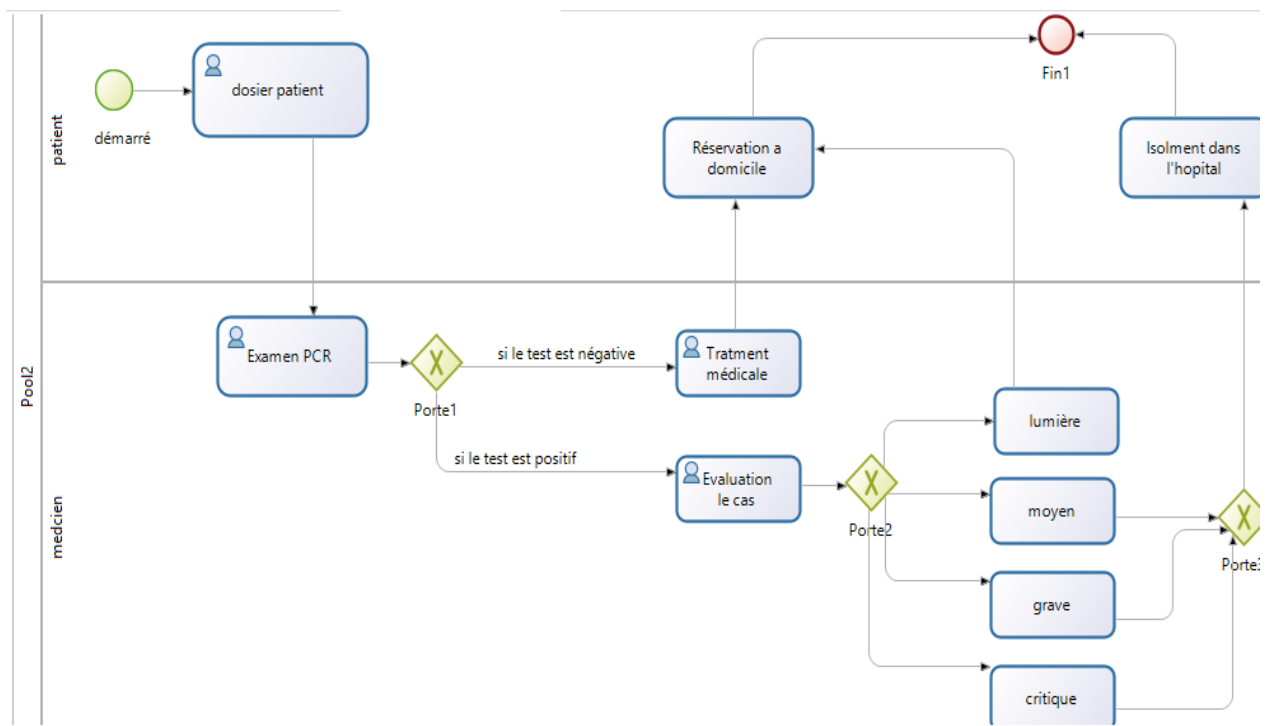 Pool2
patient
démarré
dosier patient
Réservation a
domicile
Fin1
Isolment dans
l'hopital
medcien
Examen PCR
Porte1
si le test est négative
Tratment
médicale
si le test est positif
Evaluation
le cas
Porte2
lumière
moyen
grave
critique
Porte3